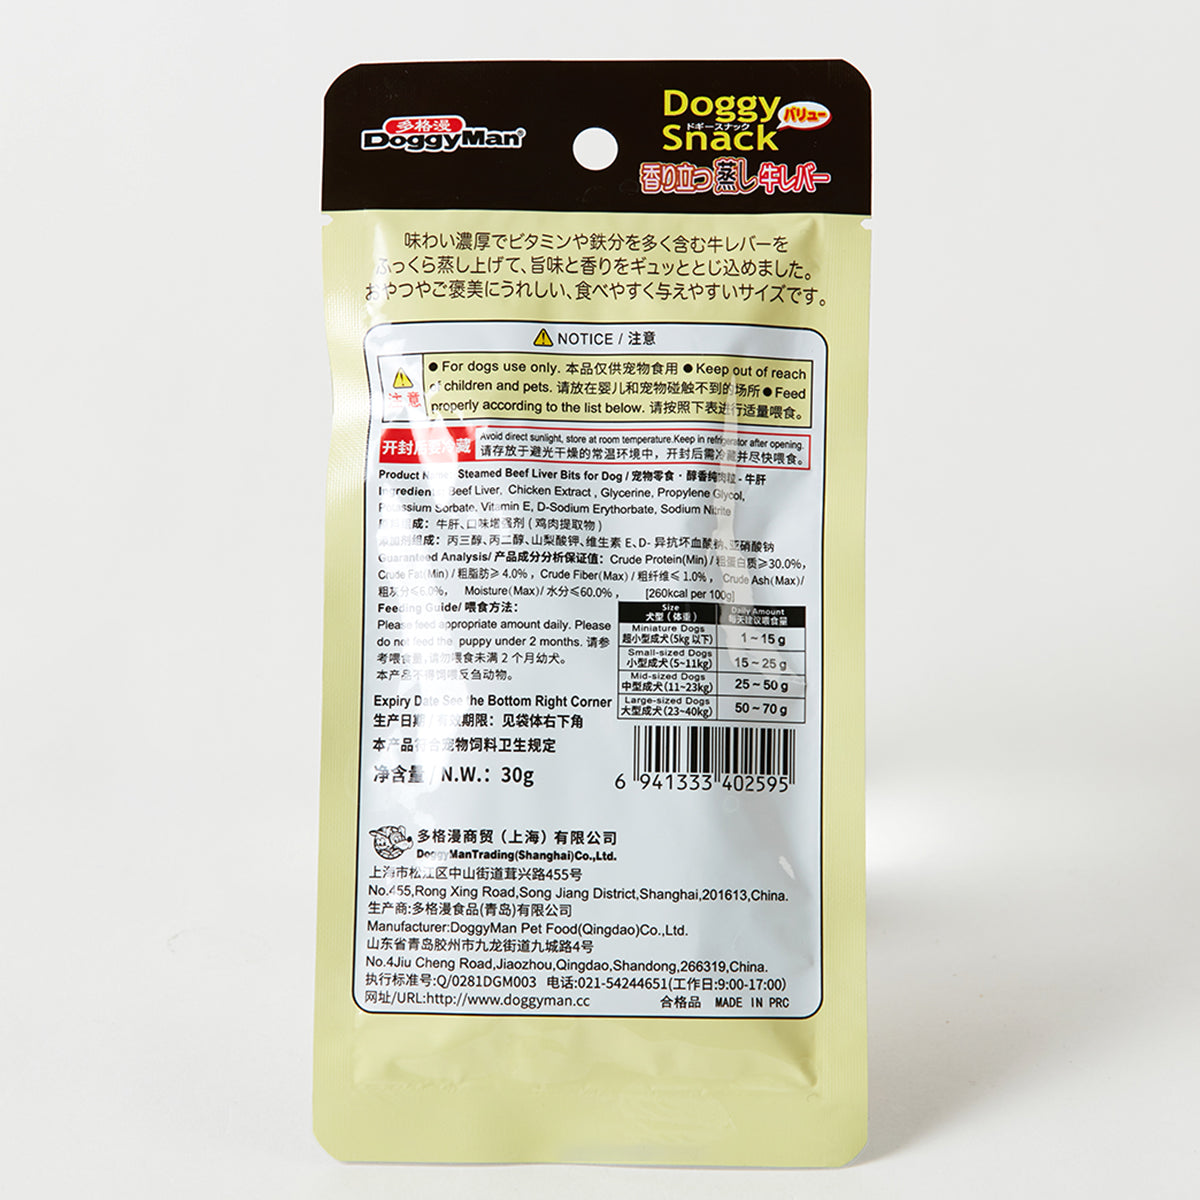 多格漫
DoggyMan®
Doggy
Snack
ドギースナック
バリュー
香り立つ蒸し牛レバー
味わい濃厚でビタミンや鉄分を多く含む牛レバーを
ふっくら蒸し上げて、旨味と香りをギュッととじ込めました。
おやつやご褒美にうれしい、食べやすく与えやすいサイズです。
NOTICE / 注意
注意
● For dogs use only. 本品仅供宠物食用 ● Keep out of reach
of children and pets. 请放在婴儿和宠物碰触不到的场所 ● Feed
properly according to the list below. 请按照下表进行适量喂食。
开封后要冷藏
Avoid direct sunlight, store at room temperature.Keep in refrigerator after opening.
请存放于避光干燥的常温环境中，开封后需冷藏并尽快喂食。
Product Name: Steamed Beef Liver Bits for Dog / 宠物零食 · 醇香纯肉粒 - 牛肝
Ingredient: Beef Liver, Chicken Extract , Glycerine, Propylene Glycol,
Potassium Sorbate, Vitamin E, D-Sodium Erythorbate, Sodium Nitrite
原料组成：牛肝、口味增强剂 ( 鸡肉提取物 )
添加剂组成：丙三醇、丙二醇、山梨酸钾、维生素 E、D- 异抗坏血酸钠、亚硝酸钠
Guaranteed Analysis/ 产品成分分析保证值：Crude Protein(Min) / 粗蛋白质≥30.0%,
Crude Fat(Min) / 粗脂肪≥ 4.0% , Crude Fiber(Max) / 粗纤维≤ 1.0% , Crude Ash(Max)/
粗灰分≤6.0% , Moisture(Max)/ 水分≤60.0% , [260kcal per 100g]
Feeding Guide/ 喂食方法：
Please feed appropriate amount daily. Please
do not feed the puppy under 2 months. 请参
考喂食量,请勿喂食未满 2 个月幼犬。
本产品不得饲喂反刍动物。
Size
犬型（体重）
Daily Amount
每天建议喂食量
Miniature Dogs
超小型成犬(5kg 以下)
1～15 g
Small-sized Dogs
小型成犬(5~11kg)
15～25 g
Mid-sized Dogs
中型成犬(11~23kg)
25～50 g
Large-sized Dogs
大型成犬(23~40kg)
50～70 g
Expiry Date See the Bottom Right Corner
生产日期 / 有效期限：见袋体右下角
本产品符合宠物饲料卫生规定
净含量 / N.W.：30g
6 941333 402595
多格漫商贸（上海）有限公司
DoggyManTrading(Shanghai)Co.,Ltd.
上海市松江区中山街道茸兴路455号
No.455,Rong Xing Road,Song Jiang District,Shanghai,201613,China.
生产商:多格漫食品(青岛)有限公司
Manufacturer:DoggyMan Pet Food(Qingdao)Co.,Ltd.
山东省青岛胶州市九龙街道九城路4号
No.4Jiu Cheng Road,Jiaozhou,Qingdao,Shandong,266319,China.
执行标准号:Q/0281DGM003 电话:021-54244651(工作日:9:00-17:00)
网址/URL:http://www.doggyman.cc 合格品 MADE IN PRC